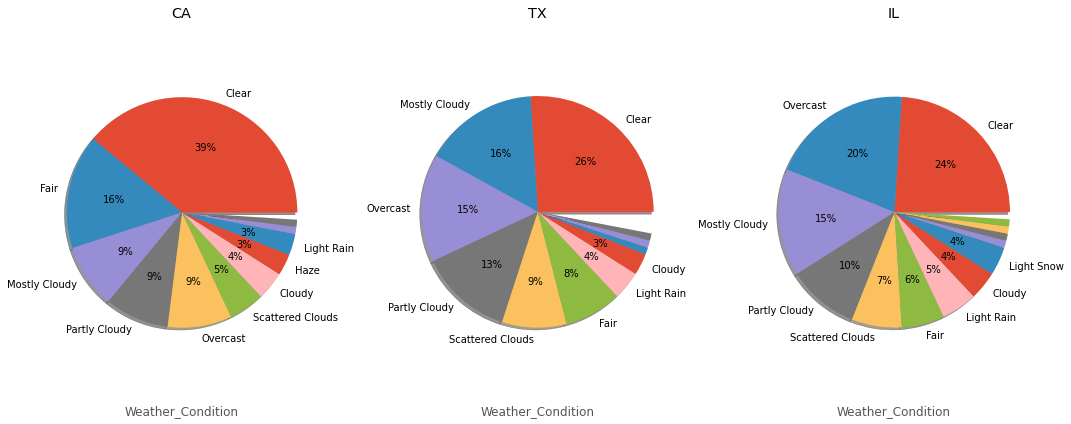 CA
Clear
39%
Fair
16%
Mostly Cloudy
9%
Partly Cloudy
9%
Overcast
9%
Scattered Clouds
5%
Cloudy
4%
Haze
3%
Light Rain
3%
Weather_Condition
TX
Clear
26%
Mostly Cloudy
16%
Overcast
15%
Partly Cloudy
13%
Scattered Clouds
9%
Fair
8%
Light Rain
4%
Cloudy
3%
Weather_Condition
IL
Clear
24%
Overcast
20%
Mostly Cloudy
15%
Partly Cloudy
10%
Scattered Clouds
7%
Fair
6%
Light Rain
5%
Cloudy
4%
Light Snow
4%
Weather_Condition